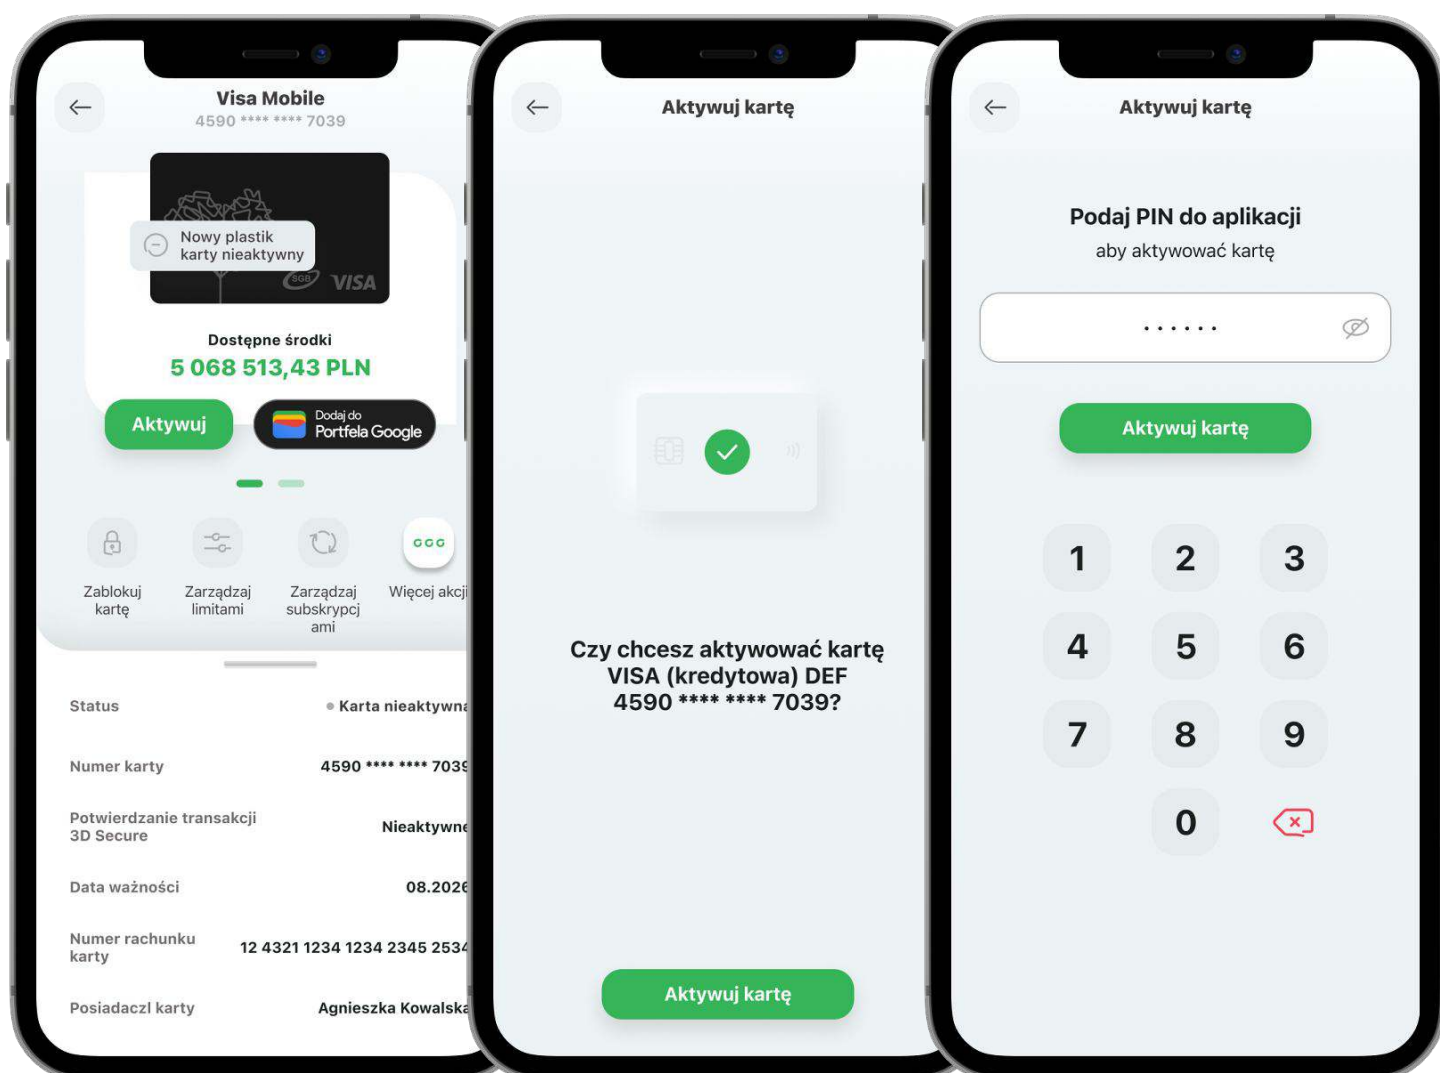 Visa Mobile
4590 **** **** 7039
Nowy plastik
karty nieaktywny
SGB VISA
Dostępne środki
5 068 513,43 PLN
Aktywuj
Dodaj do
Portfela Google
Zablokuj
kartę
Zarządzaj
limitami
Zarządzaj
subskrypcj
ami
Więcej akcji
Status
Karta nieaktywna
Numer karty
4590 **** **** 7039
Potwierdzanie transakcji
3D Secure
Nieaktywne
Data ważności
08.2026
Numer rachunku
karty
12 4321 1234 1234 2345 2534
Posiadaczl karty
Agnieszka Kowalska
Aktywuj kartę
Czy chcesz aktywować kartę
VISA (kredytowa) DEF
4590 **** **** 7039?
Aktywuj kartę
Aktywuj kartę
Podaj PIN do aplikacji
aby aktywować kartę
······
Aktywuj kartę
1 2 3
4 5 6
7 8 9
0